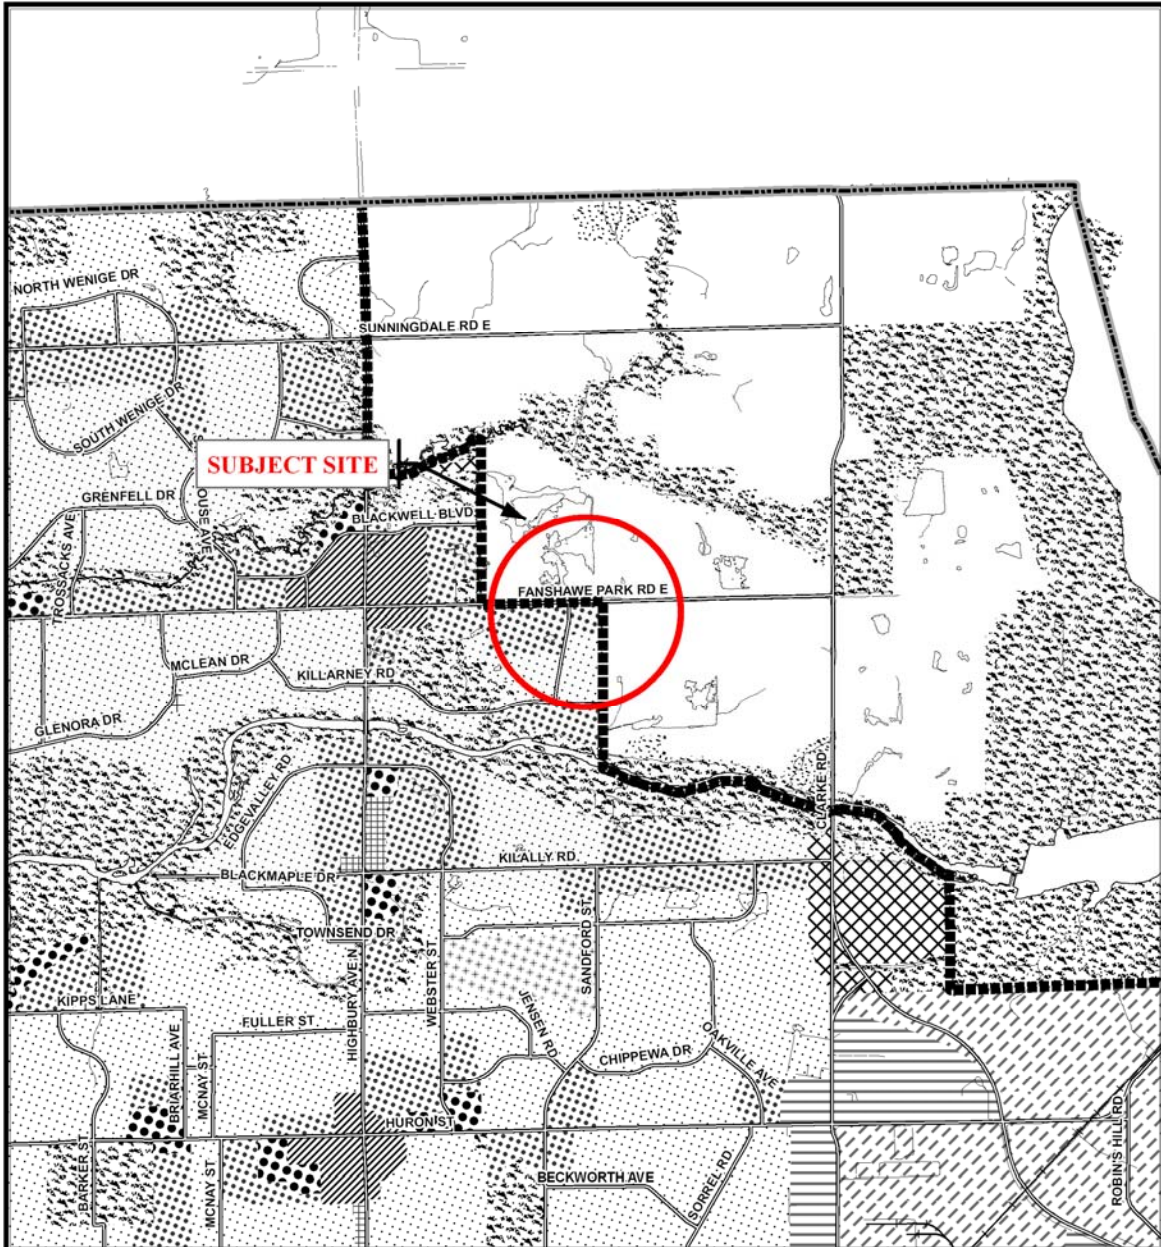 NORTH WENIGE DR
SUNNINGDALE RD E
SOUTH WENIGE DR
SUBJECT SITE
GRENFELL DR
OUSE AVE
BLACKWELL BLVD
TROSSACKS AVE
FANSHAWE PARK RD E
MCLEAN DR
KILLARNEY RD
GLENORA DR
EDGEVALLEY RD
CLARKE RD
KILALLY RD
BLACKMAPLE DR
TOWNSEND DR
SANDFORD ST
HIGHBURY AVE N
WEBSTER ST
KIPPS LANE
JENSEN RD
FULLER ST
OAKVILLE AVE
CHIPPEWA DR
BRIARHILL AVE
MCNAY ST
HURON ST
ROBIN'S HILL RD
BARKER ST
MCNAY ST
BECKWORTH AVE
SORREL RD